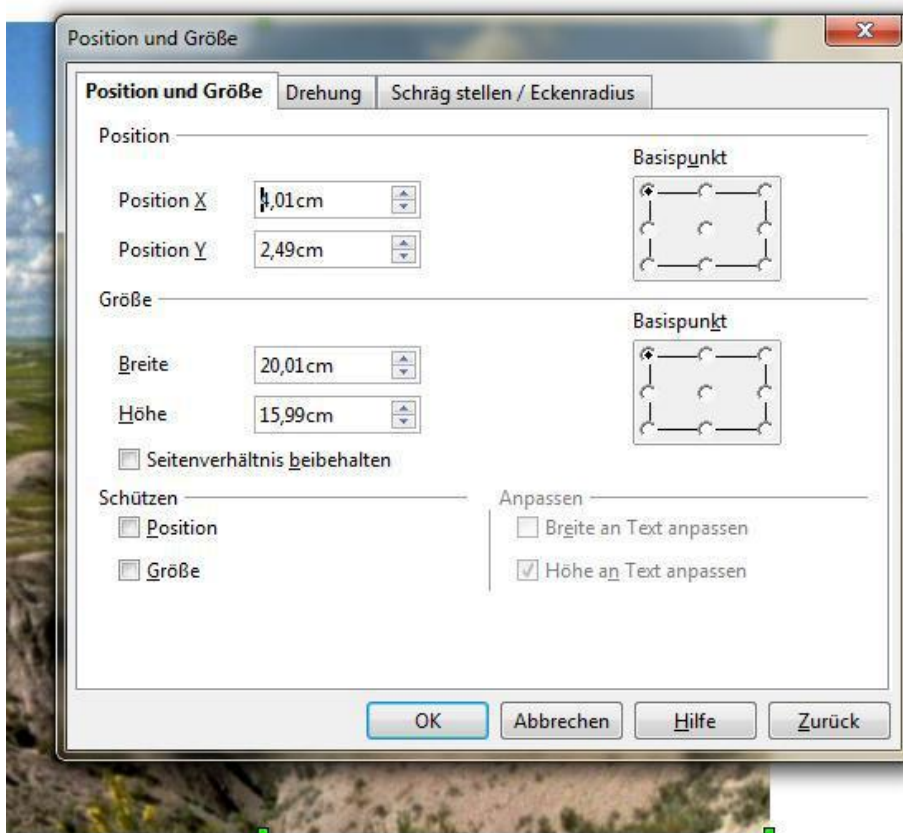 Position und Größe
Position und Größe Drehung Schräg stellen / Eckenradius
Position
Basispunkt
Position X 4,01cm
Position Y 2,49cm
Größe
Basispunkt
Breite 20,01cm
Höhe 15,99cm
Seitenverhältnis beibehalten
Schützen Anpassen
Position Breite an Text anpassen
Größe Höhe an Text anpassen
OK Abbrechen Hilfe Zurück